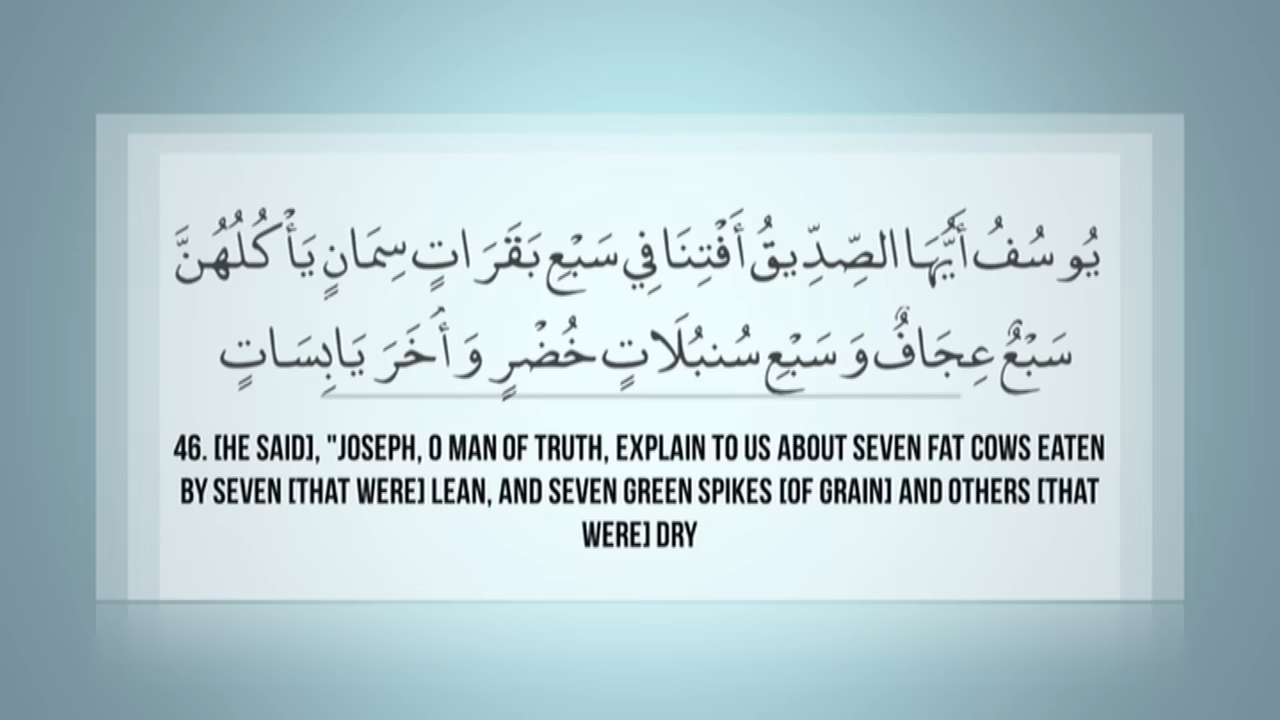 يُوسُفُ أَيُّهَا الصِّدِّيقُ أَفْتِنَا فِي سَبْعِ بَقَرَاتٍ سِمَانٍ يَأْكُلُهُنَّ
سَبْعٌ عِجَافٌ وَسَبْعِ سُنبُلَاتٍ خُضْرٍ وَأُخَرَ يَابِسَاتٍ
46. [HE SAID], "JOSEPH, O MAN OF TRUTH, EXPLAIN TO US ABOUT SEVEN FAT COWS EATEN
BY SEVEN [THAT WERE] LEAN, AND SEVEN GREEN SPIKES [OF GRAIN] AND OTHERS [THAT
WERE] DRY